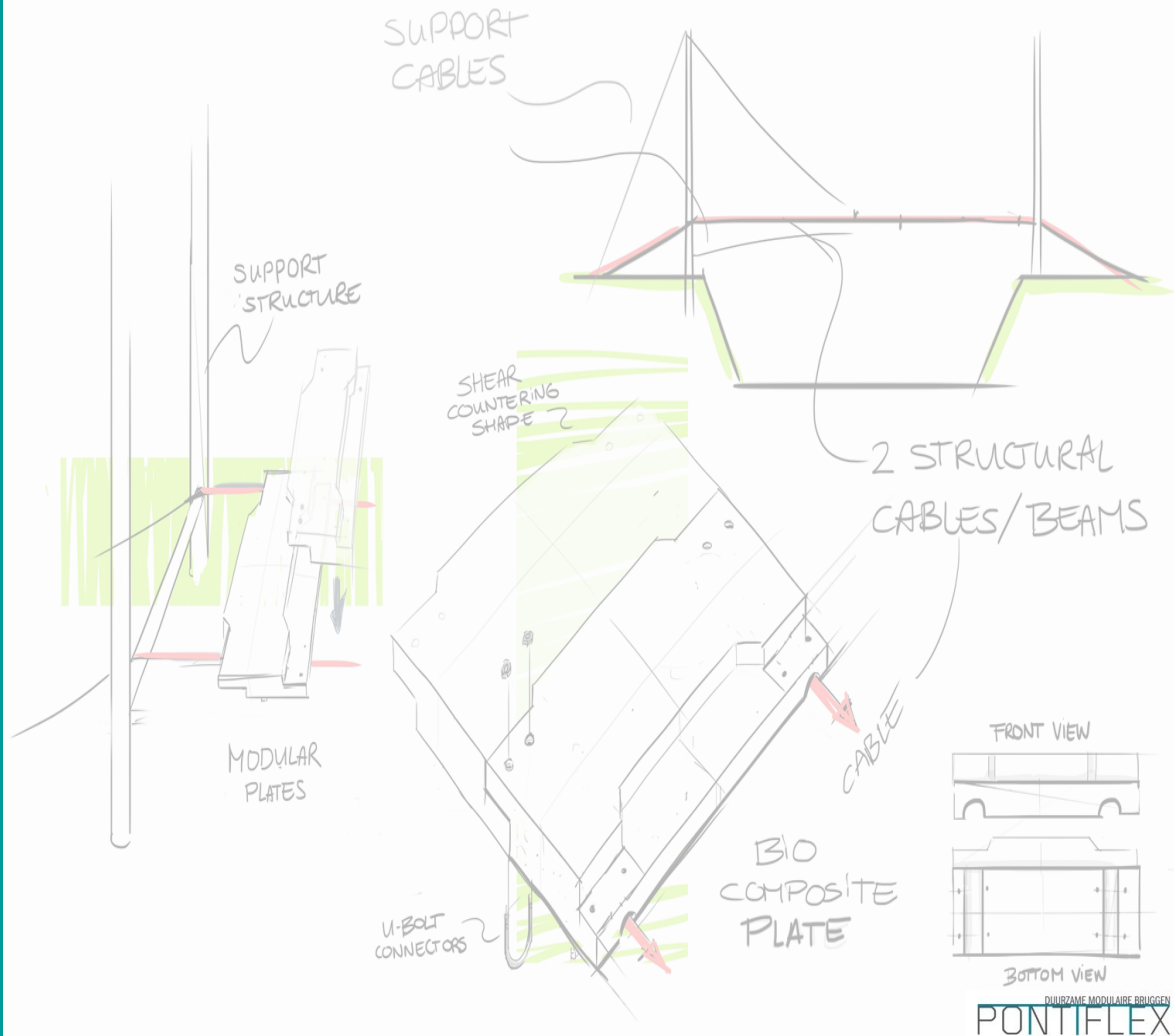 SUPPORT
CABLES
SUPPORT
STRUCTURE
SHEAR
COUNTERING
SHAPE
2 STRUCTURAL
CABLES/BEAMS
MODULAR
PLATES
CABLE
FRONT VIEW
BIO
COMPOSITE
PLATE
U-BOLT
CONNECTORS
BOTTOM VIEW
DUURZAME MODULAIRE BRUGGEN
PONTIFLEX